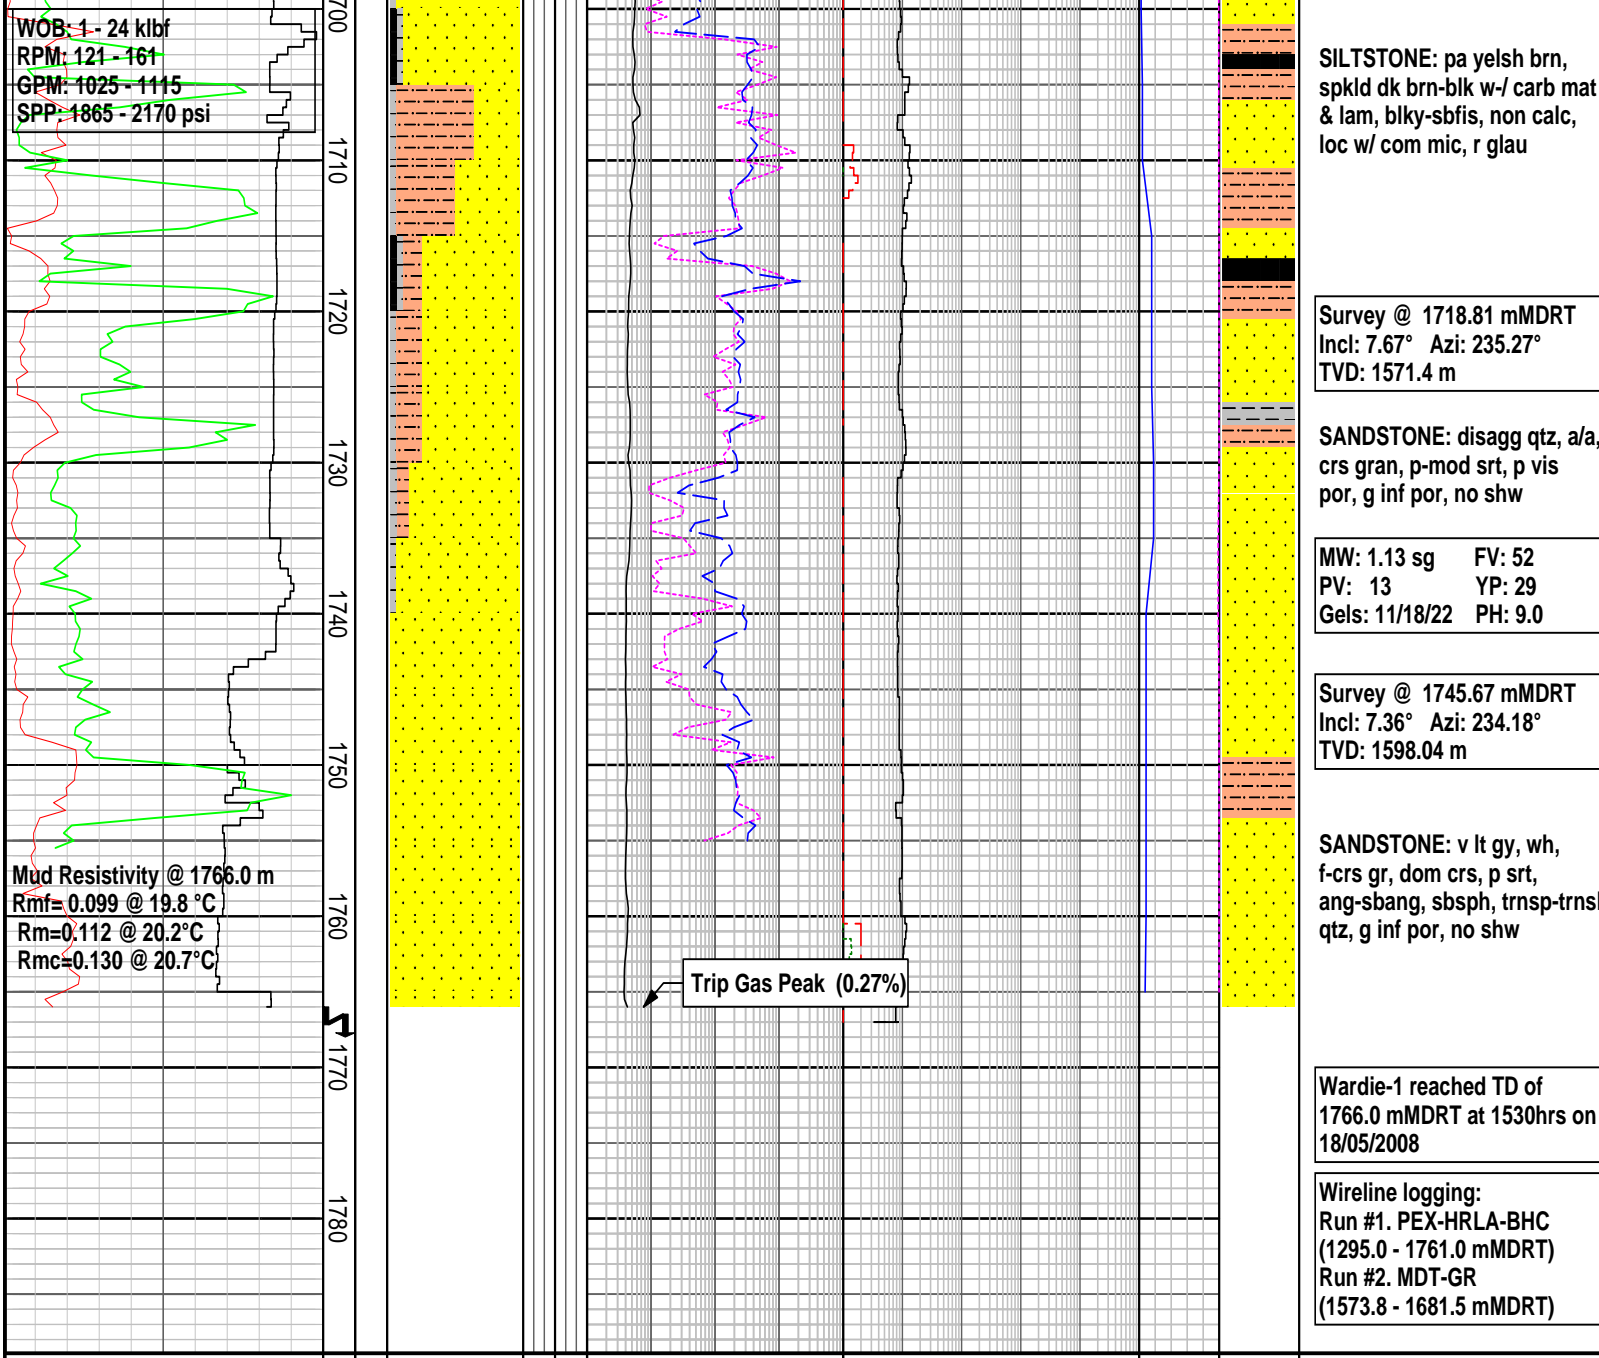 WOB: 1 - 24 klbf
RPM: 121 - 161
GPM: 1025 - 1115
SPP: 1865 - 2170 psi
Mud Resistivity @ 1766.0 m
Rmf= 0.099 @ 19.8 °C
Rm=0.112 @ 20.2°C
Rmc=0.130 @ 20.7°C
700
1710
1720
1730
1740
1750
1760
1770
1780
Trip Gas Peak (0.27%)
SILTSTONE: pa yelsh brn,
spkld dk brn-blk w-/ carb mat
& lam, blky-sbfis, non calc,
loc w/ com mic, r glau
Survey @ 1718.81 mMDRT
Incl: 7.67° Azi: 235.27°
TVD: 1571.4 m
SANDSTONE: disagg qtz, a/a,
crs gran, p-mod srt, p vis
por, g inf por, no shw
MW: 1.13 sg FV: 52
PV: 13 YP: 29
Gels: 11/18/22 PH: 9.0
Survey @ 1745.67 mMDRT
Incl: 7.36° Azi: 234.18°
TVD: 1598.04 m
SANDSTONE: v lt gy, wh,
f-crs gr, dom crs, p srt,
ang-sbang, sbsph, trnsp-trnsl
qtz, g inf por, no shw
Wardie-1 reached TD of
1766.0 mMDRT at 1530hrs on
18/05/2008
Wireline logging:
Run #1. PEX-HRLA-BHC
(1295.0 - 1761.0 mMDRT)
Run #2. MDT-GR
(1573.8 - 1681.5 mMDRT)